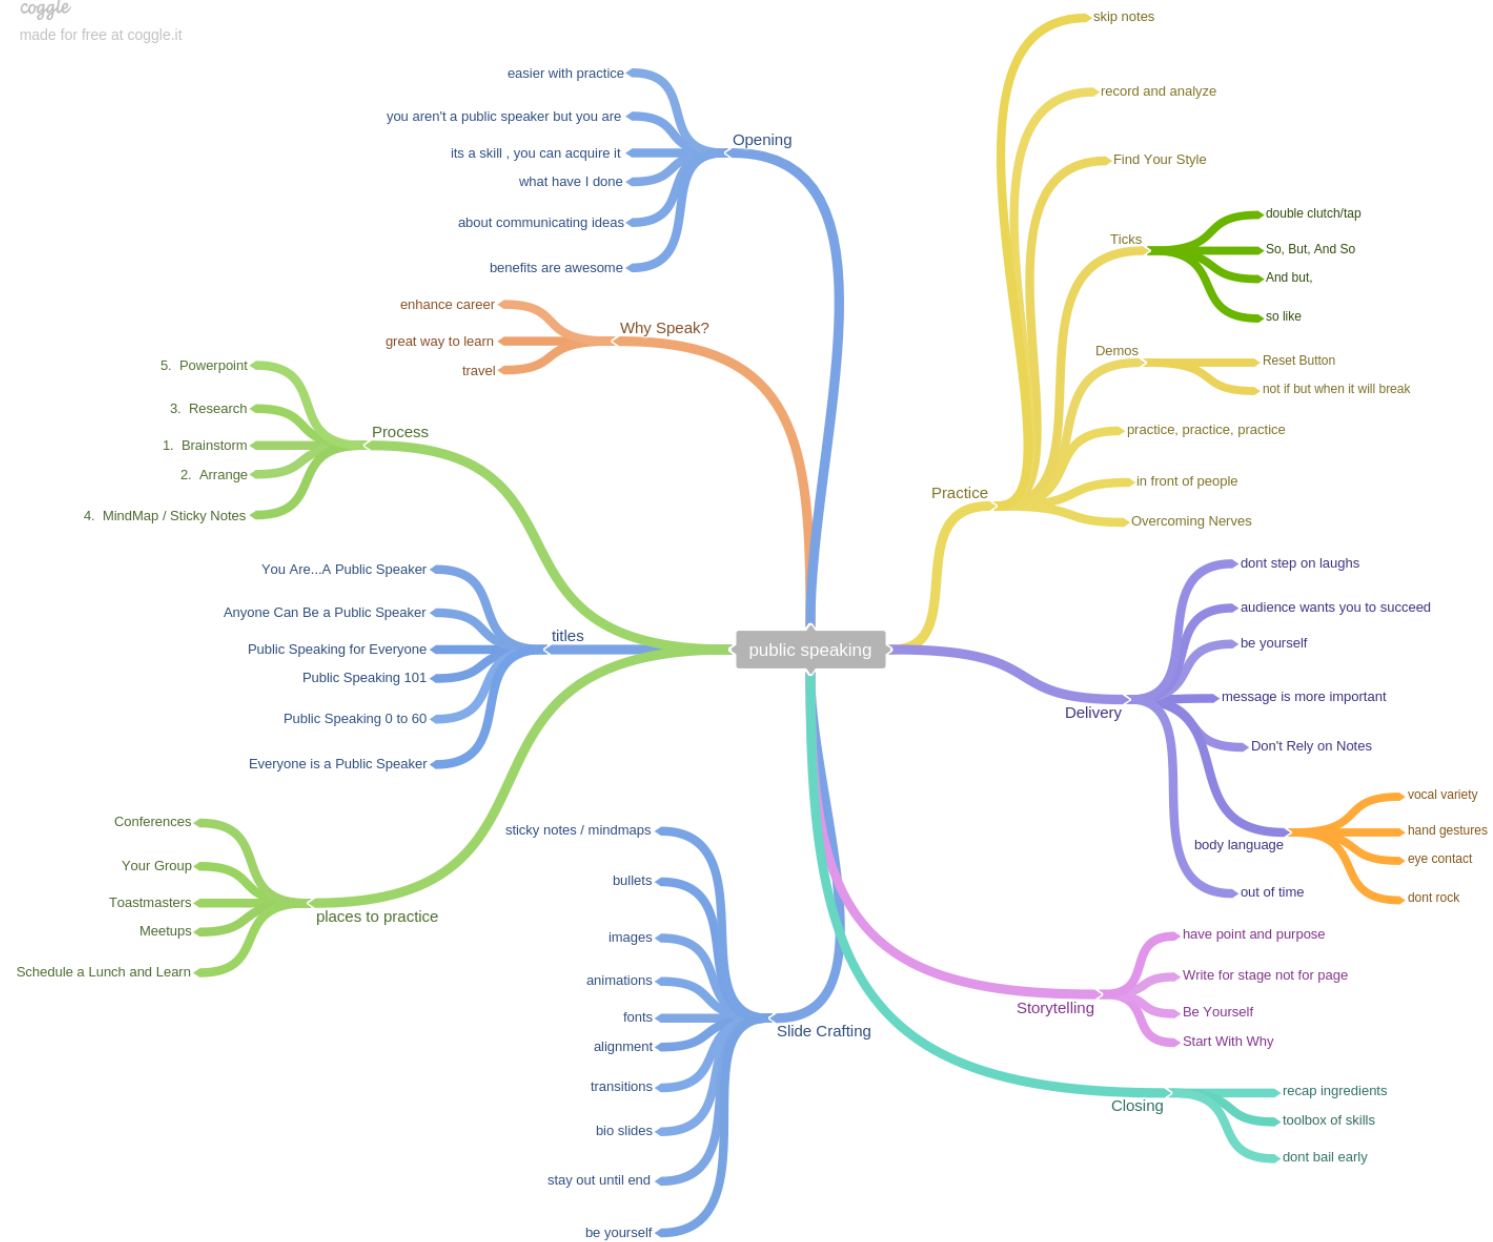 coggle
made for free at coggle.it
public speaking
Opening
easier with practice
you aren't a public speaker but you are
its a skill , you can acquire it
what have I done
about communicating ideas
benefits are awesome
Why Speak?
enhance career
great way to learn
travel
Process
5. Powerpoint
3. Research
1. Brainstorm
2. Arrange
4. MindMap / Sticky Notes
titles
You Are...A Public Speaker
Anyone Can Be a Public Speaker
Public Speaking for Everyone
Public Speaking 101
Public Speaking 0 to 60
Everyone is a Public Speaker
places to practice
Conferences
Your Group
Toastmasters
Meetups
Schedule a Lunch and Learn
Slide Crafting
sticky notes / mindmaps
bullets
images
animations
fonts
alignment
transitions
bio slides
stay out until end
be yourself
Practice
skip notes
record and analyze
Find Your Style
Ticks
double clutch/tap
So, But, And So
And but,
so like
Demos
Reset Button
not if but when it will break
practice, practice, practice
in front of people
Overcoming Nerves
Delivery
dont step on laughs
audience wants you to succeed
be yourself
message is more important
Don't Rely on Notes
body language
vocal variety
hand gestures
eye contact
dont rock
out of time
Storytelling
have point and purpose
Write for stage not for page
Be Yourself
Start With Why
Closing
recap ingredients
toolbox of skills
dont bail early